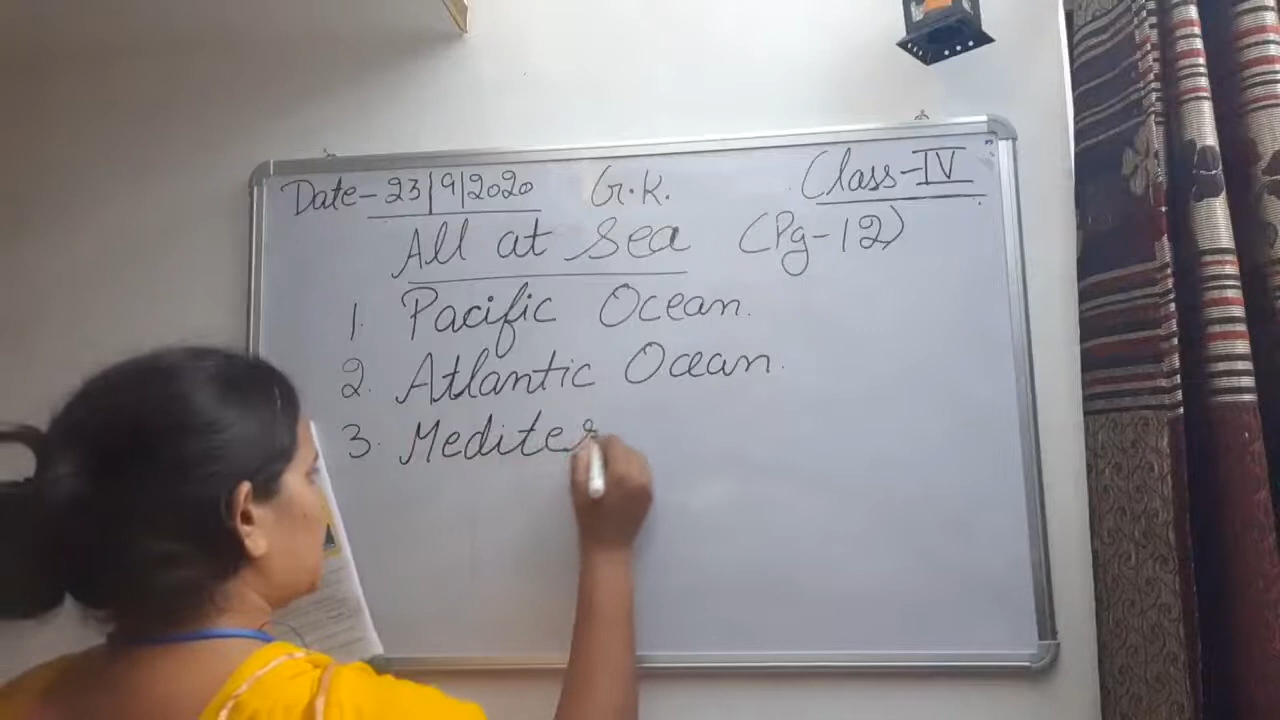 Date-23/9/2020 G.K. Class-IV
All at sea (Pg-12)
1. Pacific Ocean.
2. Atlantic Ocean.
3. Mediter